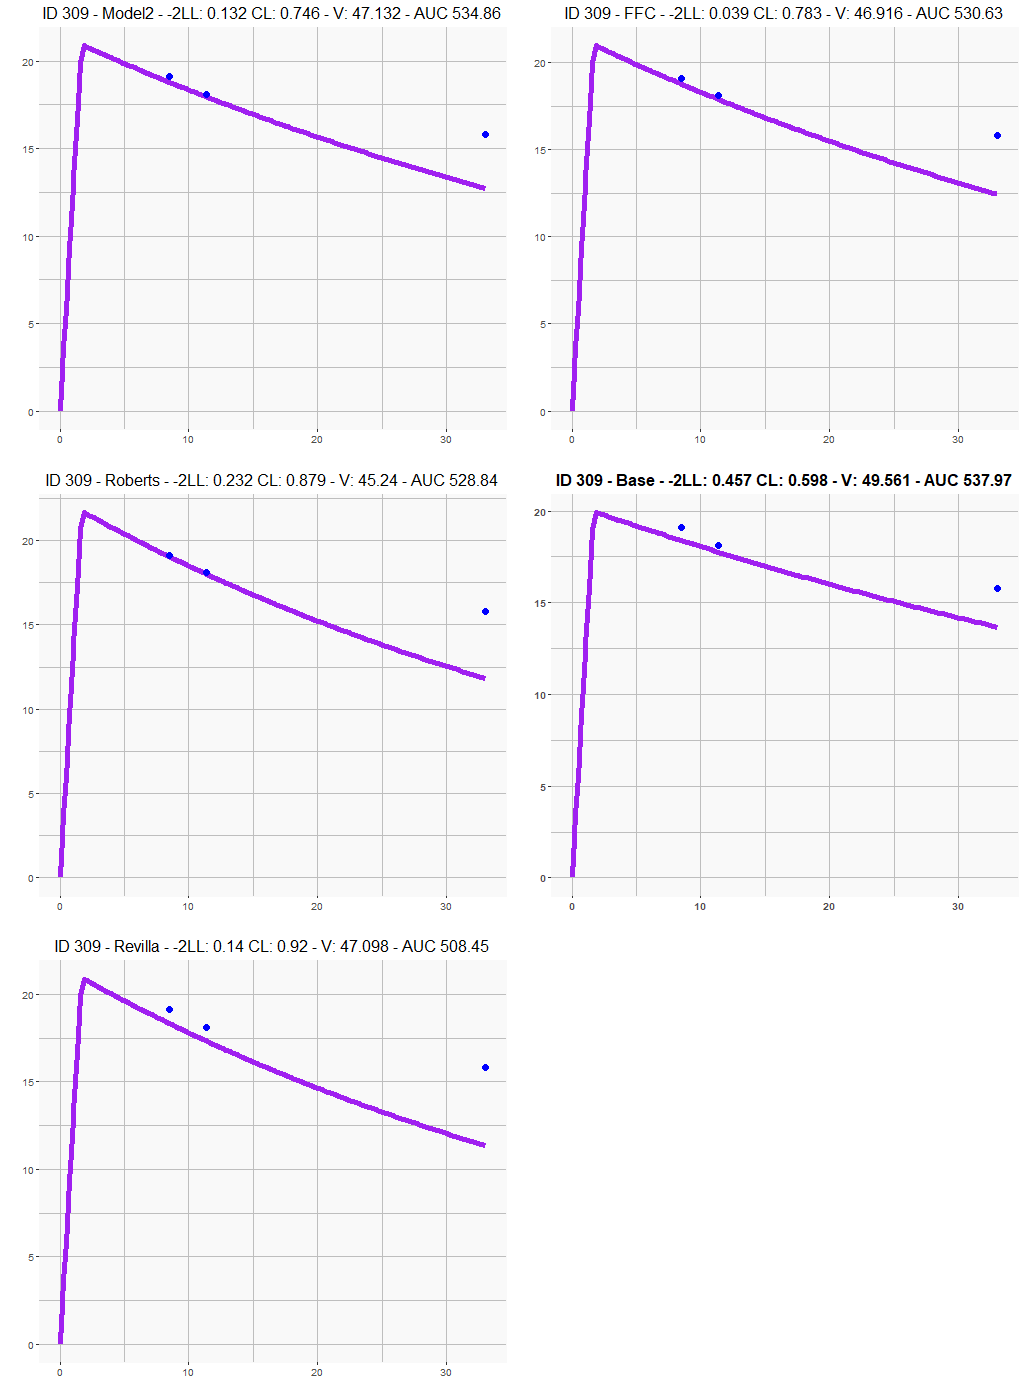 ID 309 - Model2 - -2LL: 0.132 CL: 0.746 - V: 47.132 - AUC 534.86
20
15
10
5
0
0 10 20 30
ID 309 - FFC - -2LL: 0.039 CL: 0.783 - V: 46.916 - AUC 530.63
20
15
10
5
0
0 10 20 30
ID 309 - Roberts - -2LL: 0.232 CL: 0.879 - V: 45.24 - AUC 528.84
20
15
10
5
0
0 10 20 30
ID 309 - Base - -2LL: 0.457 CL: 0.598 - V: 49.561 - AUC 537.97
20
15
10
5
0
0 10 20 30
ID 309 - Revilla - -2LL: 0.14 CL: 0.92 - V: 47.098 - AUC 508.45
20
15
10
5
0
0 10 20 30